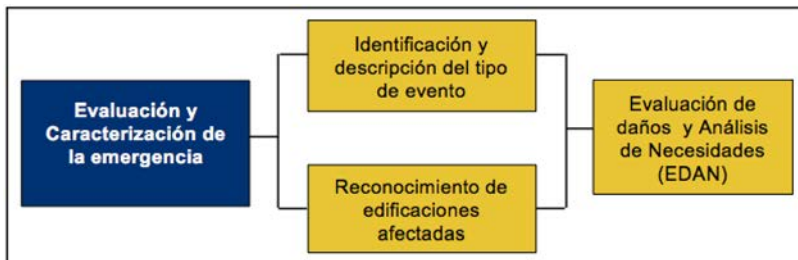 Evaluación y
Caracterización de
la emergencia
Identificación y
descripción del tipo
de evento
Reconocimiento de
edificaciones
afectadas
Evaluación de
daños y Análisis
de Necesidades
(EDAN)